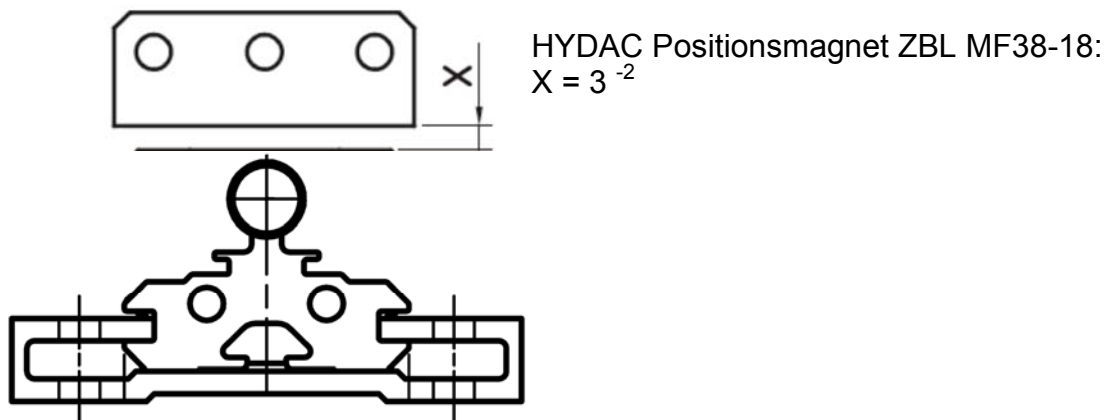 X
HYDAC Positionsmagnet ZBL MF38-18:
X = 3 ⁻²